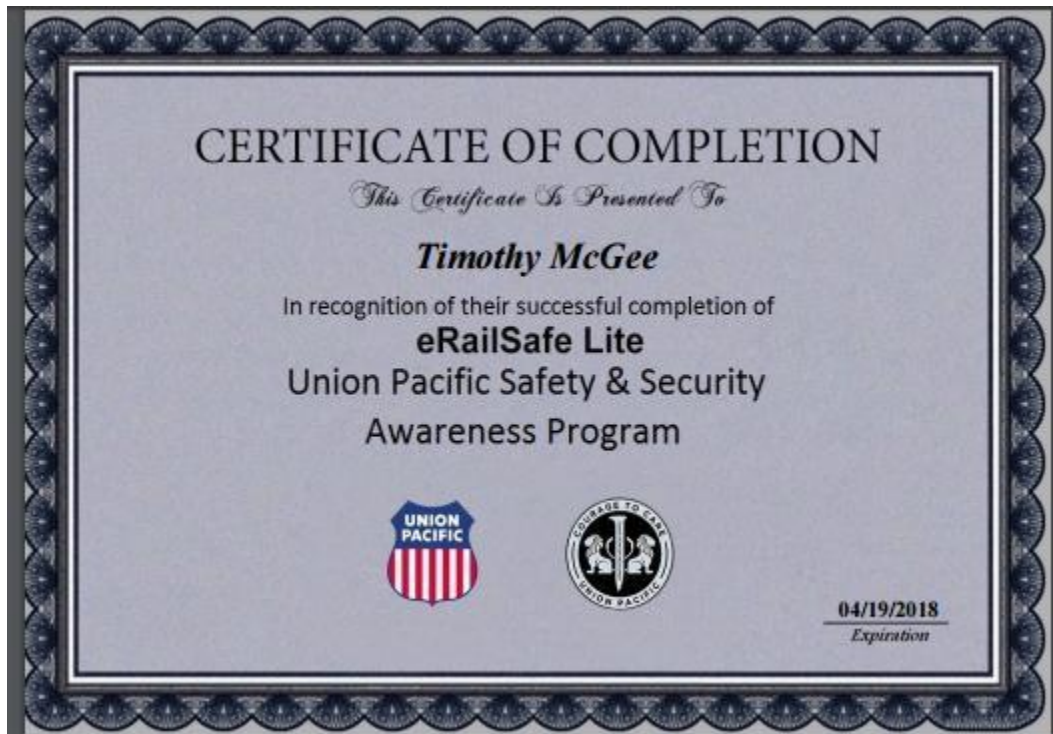 CERTIFICATE OF COMPLETION
This Certificate Is Presented To
Timothy McGee
In recognition of their successful completion of
eRailSafe Lite
Union Pacific Safety & Security
Awareness Program
UNION
PACIFIC
COURAGE TO CARE
UNION PACIFIC
04/19/2018
Expiration